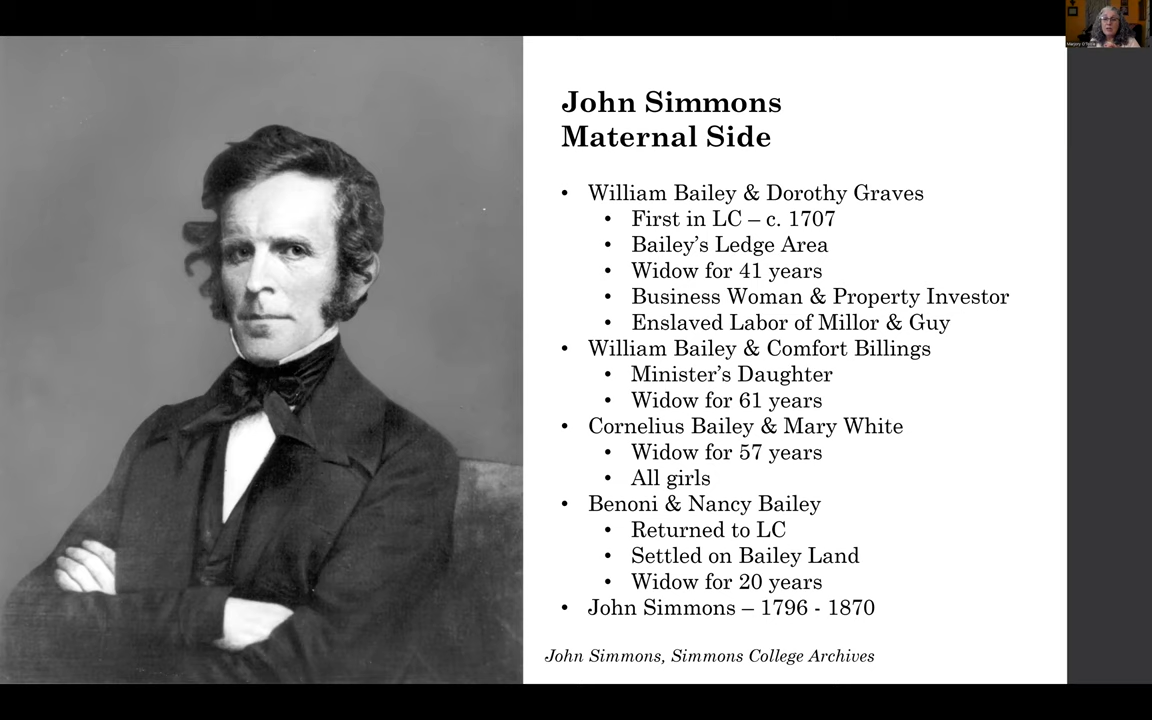 John Simmons
Maternal Side
• William Bailey & Dorothy Graves
• First in LC – c. 1707
• Bailey's Ledge Area
• Widow for 41 years
• Business Woman & Property Investor
• Enslaved Labor of Millor & Guy
• William Bailey & Comfort Billings
• Minister's Daughter
• Widow for 61 years
• Cornelius Bailey & Mary White
• Widow for 57 years
• All girls
• Benoni & Nancy Bailey
• Returned to LC
• Settled on Bailey Land
• Widow for 20 years
• John Simmons – 1796 - 1870
John Simmons, Simmons College Archives